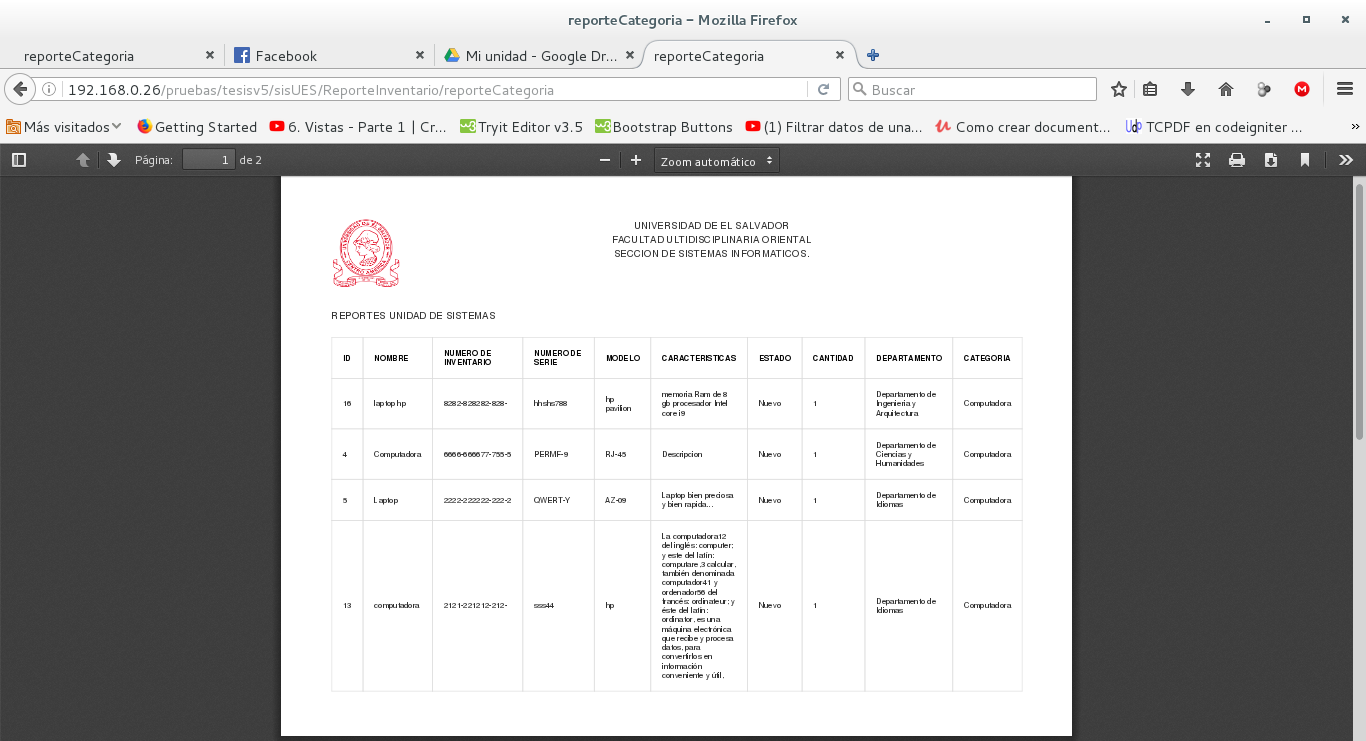 reporteCategoria – Mozilla Firefox
reporteCategoria
Facebook
Mi unidad - Google Dr...
reporteCategoria
192.168.0.26/pruebas/tesisv5/sisUES/ReporteInventario/reporteCategoria
Buscar
Más visitados
Getting Started
6. Vistas - Parte 1 | Cr...
Tryit Editor v3.5
Bootstrap Buttons
(1) Filtrar datos de una...
Como crear document...
TCPDF en codeigniter ...
Página: 1 de 2
Zoom automático
UNIVERSIDAD DE EL SALVADOR
FACULTAD ULTIDISCIPLINARIA ORIENTAL
SECCION DE SISTEMAS INFORMATICOS.
REPORTES UNIDAD DE SISTEMAS
ID
NOMBRE
NUMERO DE
INVENTARIO
NUMERO DE
SERIE
MODELO
CARACTERISTICAS
ESTADO
CANTIDAD
DEPARTAMENTO
CATEGORIA
16
laptop hp
8282-828282-828-
hhshs788
hp
pavilion
memoria Ram de 8
gb procesador Intel
core i9
Nuevo
1
Departamento de
Ingenieria y
Arquitectura
Computadora
4
Computadora
6666-666677-755-5
PERMF-9
RJ-45
Descripcion
Nuevo
1
Departamento de
Ciencias y
Humanidades
Computadora
5
Laptop
2222-222222-222-2
QWERT-Y
AZ-09
Laptop bien preciosa
y bien rapida...
Nuevo
1
Departamento de
Idiomas
Computadora
13
computadora
2121-221212-212-
sss44
hp
La computadora12
del inglés: computer;
y este del latín:
computare,3 calcular,
también denominada
computador41 y
ordenador56 del
francés: ordinateur; y
éste del latín:
ordinator, es una
máquina electrónica
que recibe y procesa
datos, para
convertirlos en
información
conveniente y útil,
Nuevo
1
Departamento de
Idiomas
Computadora